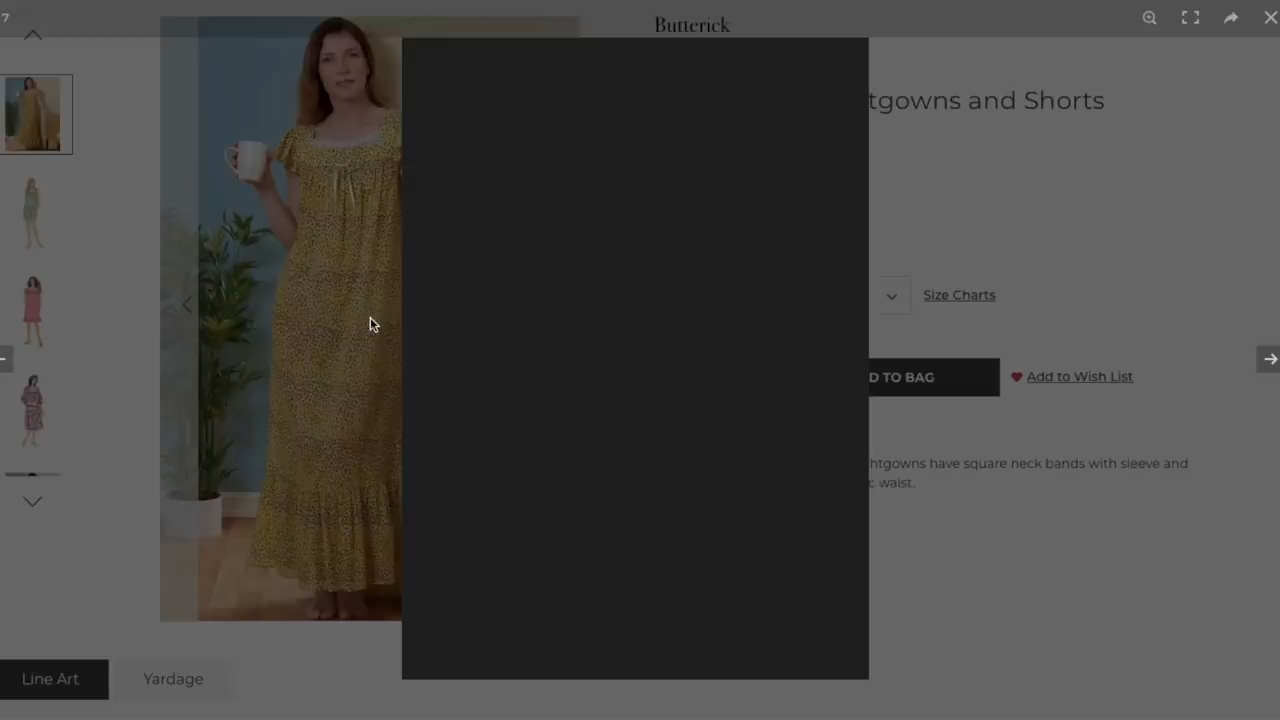 7
Butterick
tgowns and Shorts
Size Charts
D TO BAG
Add to Wish List
htgowns have square neck bands with sleeve and
c waist.
Line Art
Yardage